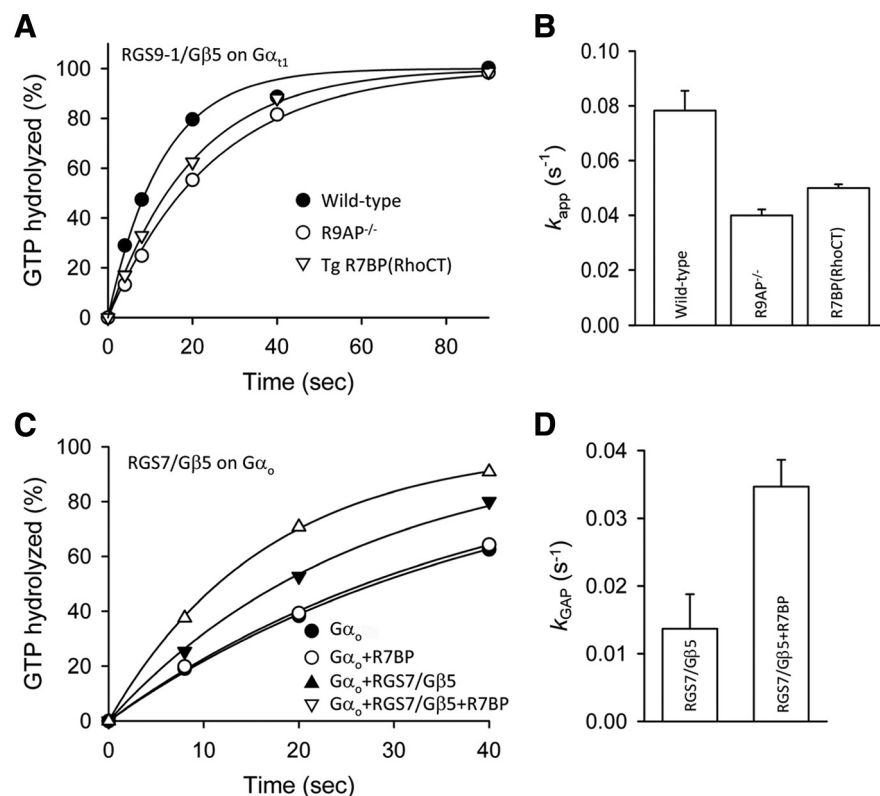 A
RGS9-1/Gβ5 on Gαt1
GTP hydrolyzed (%)
100
80
60
40
20
0
Wild-type
R9AP-/-
Tg R7BP(RhoCT)
0 20 40 60 80
Time (sec)
B
kapp (s-1)
0.10
0.08
0.06
0.04
0.02
0.00
Wild-type
R9AP-/-
R7BP(RhoCT)
C
RGS7/Gβ5 on Gαo
GTP hydrolyzed (%)
100
80
60
40
20
0
Gαo
Gαo+R7BP
Gαo+RGS7/Gβ5
Gαo+RGS7/Gβ5+R7BP
0 10 20 30 40
Time (sec)
D
kGAP (s-1)
0.04
0.03
0.02
0.01
0.00
RGS7/Gβ5
RGS7/Gβ5+R7BP